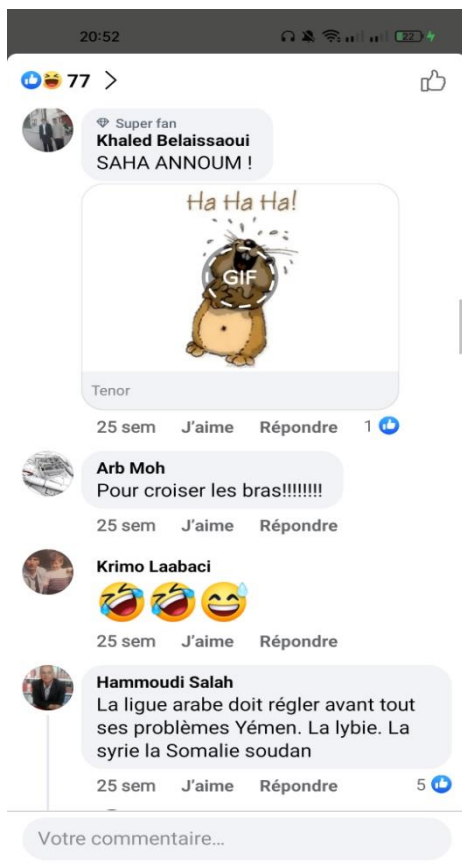 20:52
22
77
Super fan
Khaled Belaissaoui
SAHA ANNOUM !
Ha Ha Ha!
GIF
Tenor
25 sem J'aime Répondre 1
Arb Moh
Pour croiser les bras!!!!!!!!
25 sem J'aime Répondre
Krimo Laabaci
25 sem J'aime Répondre
Hammoudi Salah
La ligue arabe doit régler avant tout
ses problèmes Yémen. La lybie. La
syrie la Somalie soudan
25 sem J'aime Répondre 5
Votre commentaire...